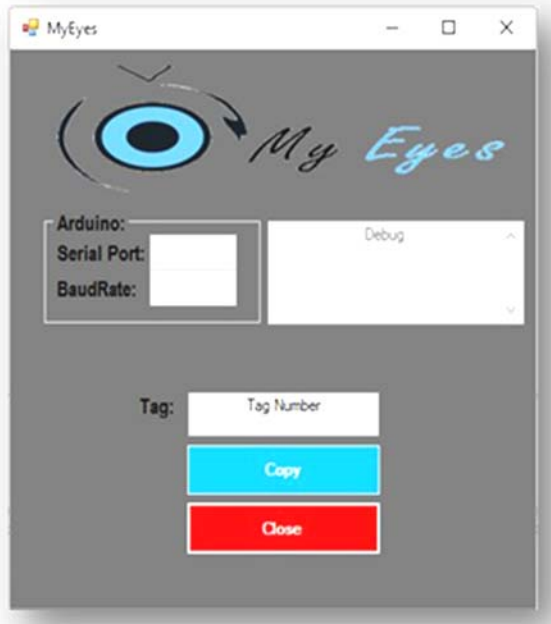 MyEyes
My Eyes
Arduino:
Serial Port:
BaudRate:
Debug
Tag:
Tag Number
Copy
Close